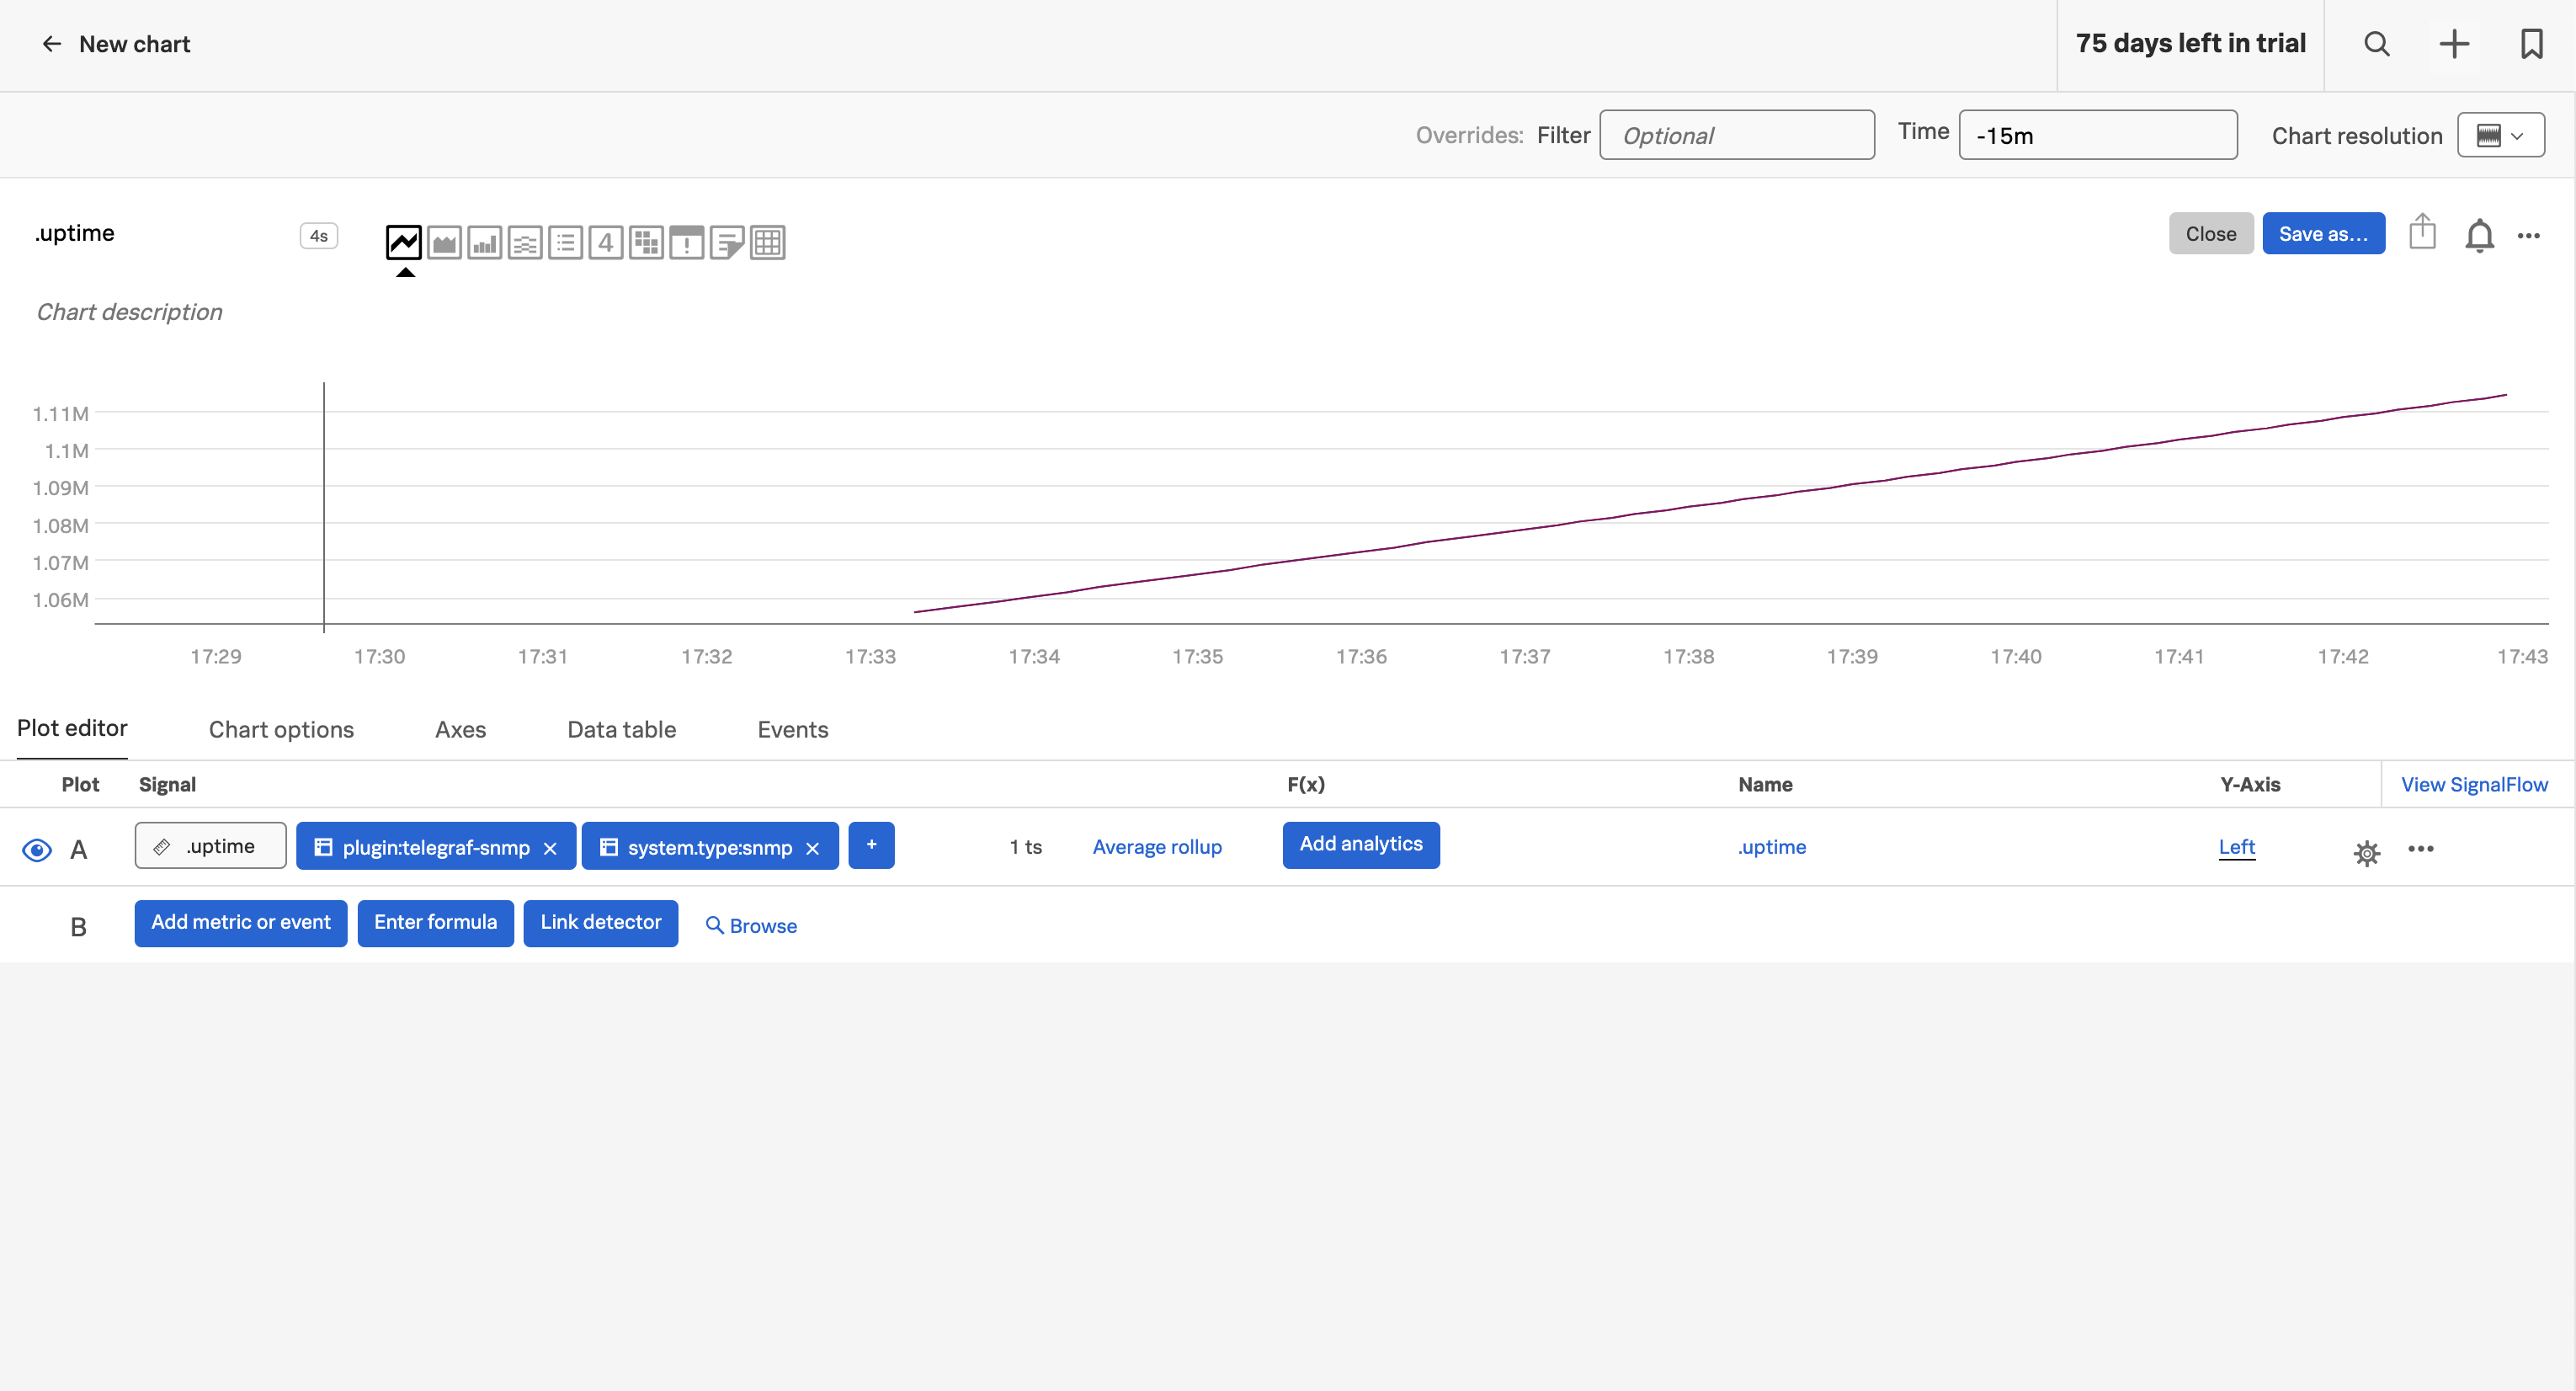 New chart
75 days left in trial
Overrides: Filter Optional Time -15m Chart resolution
.uptime 4s 4 Close Save as...
Chart description
1.11M
1.1M
1.09M
1.08M
1.07M
1.06M
17:29 17:30 17:31 17:32 17:33 17:34 17:35 17:36 17:37 17:38 17:39 17:40 17:41 17:42 17:43
Plot editor Chart options Axes Data table Events
Plot Signal F(x) Name Y-Axis View SignalFlow
A .uptime plugin:telegraf-snmp system.type:snmp + 1 ts Average rollup Add analytics .uptime Left
B Add metric or event Enter formula Link detector Browse